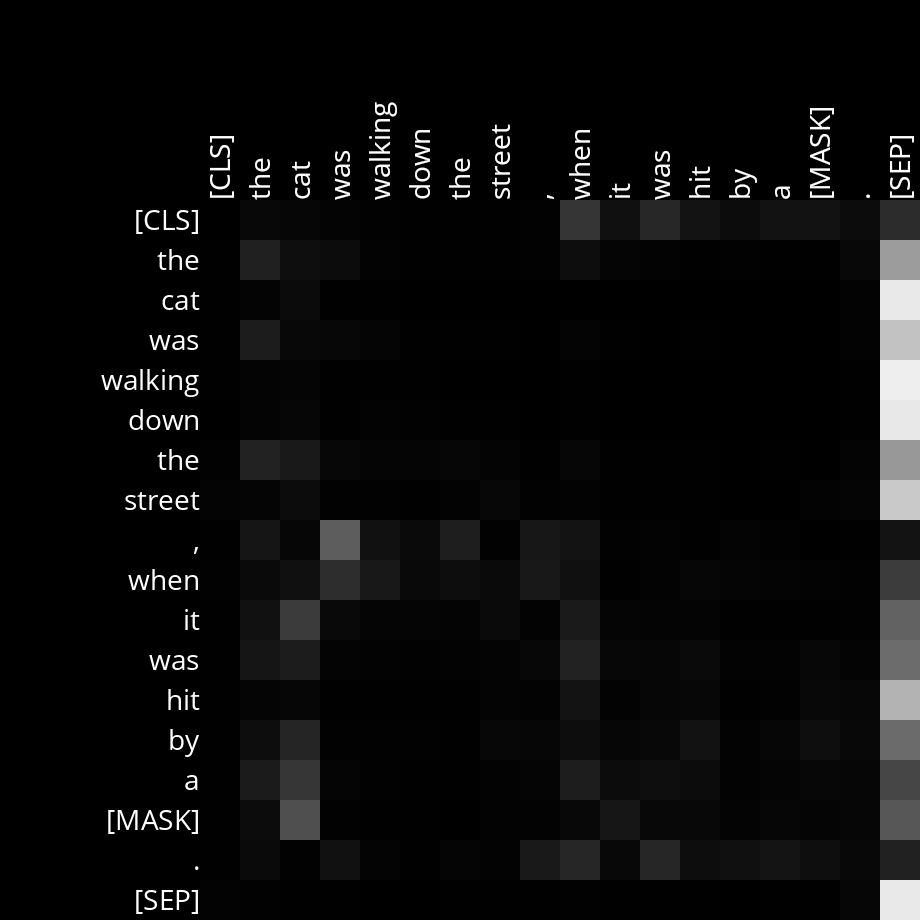 [CLS] the cat was walking down the street , when it was hit by a [MASK] . [SEP]
[CLS]
the
cat
was
walking
down
the
street
,
when
it
was
hit
by
a
[MASK]
.
[SEP]